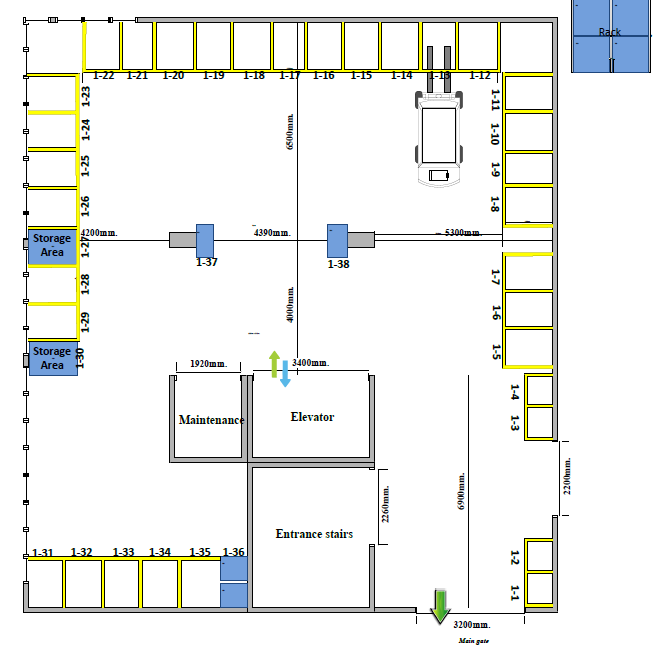 Rack
1-22
1-21
1-20
1-19
1-18
1-17
1-16
1-15
1-14
1-13
1-12
1-23
1-24
1-25
1-26
1-27
1-28
1-29
1-30
Storage
Area
Storage
Area
1-11
1-10
1-9
1-8
1-7
1-6
1-5
1-4
1-3
1-2
1-1
6500mm.
4200mm.
4390mm.
5300mm.
1-37
1-38
4000mm.
1920mm.
3400mm.
Maintenance
Elevator
Entrance stairs
2260mm.
6900mm.
2200mm.
1-31
1-32
1-33
1-34
1-35
1-36
3200mm.
Main gate